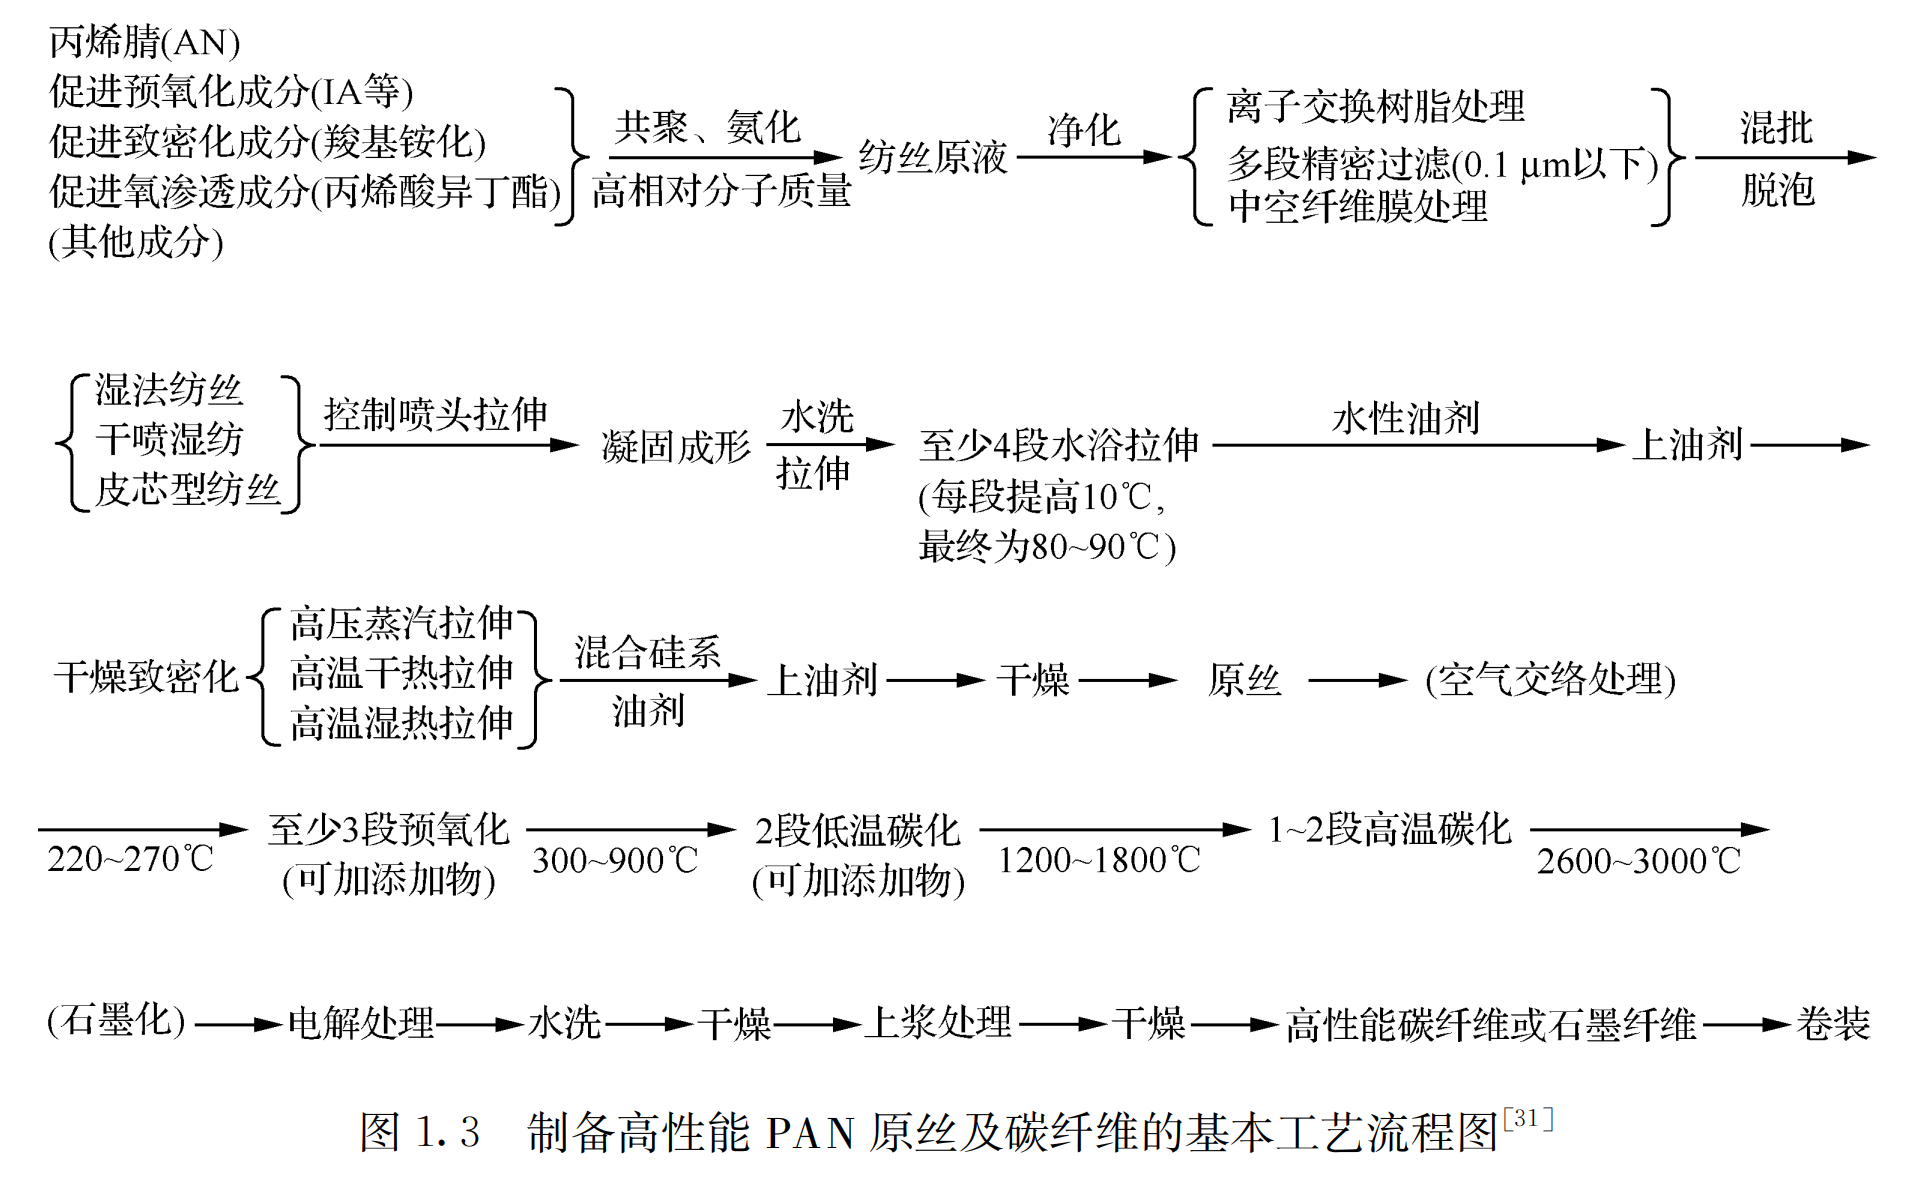 丙烯腈(AN)
促进预氧化成分(IA等)
促进致密化成分(羧基铵化)
促进氧渗透成分(丙烯酸异丁酯)
(其他成分)
共聚、氨化
高相对分子质量
纺丝原液
净化
离子交换树脂处理
多段精密过滤(0.1 μm以下)
中空纤维膜处理
混批
脱泡
湿法纺丝
干喷湿纺
皮芯型纺丝
控制喷头拉伸
凝固成形
水洗
拉伸
至少4段水浴拉伸
(每段提高10℃,
最终为80~90℃)
水性油剂
上油剂
干燥致密化
高压蒸汽拉伸
高温干热拉伸
高温湿热拉伸
混合硅系
油剂
上油剂
干燥
原丝
(空气交络处理)
220~270℃
至少3段预氧化
(可加添加物)
300~900℃
2段低温碳化
(可加添加物)
1200~1800℃
1~2段高温碳化
2600~3000℃
(石墨化)
电解处理
水洗
干燥
上浆处理
干燥
高性能碳纤维或石墨纤维
卷装
图 1.3 制备高性能 PAN 原丝及碳纤维的基本工艺流程图[31]